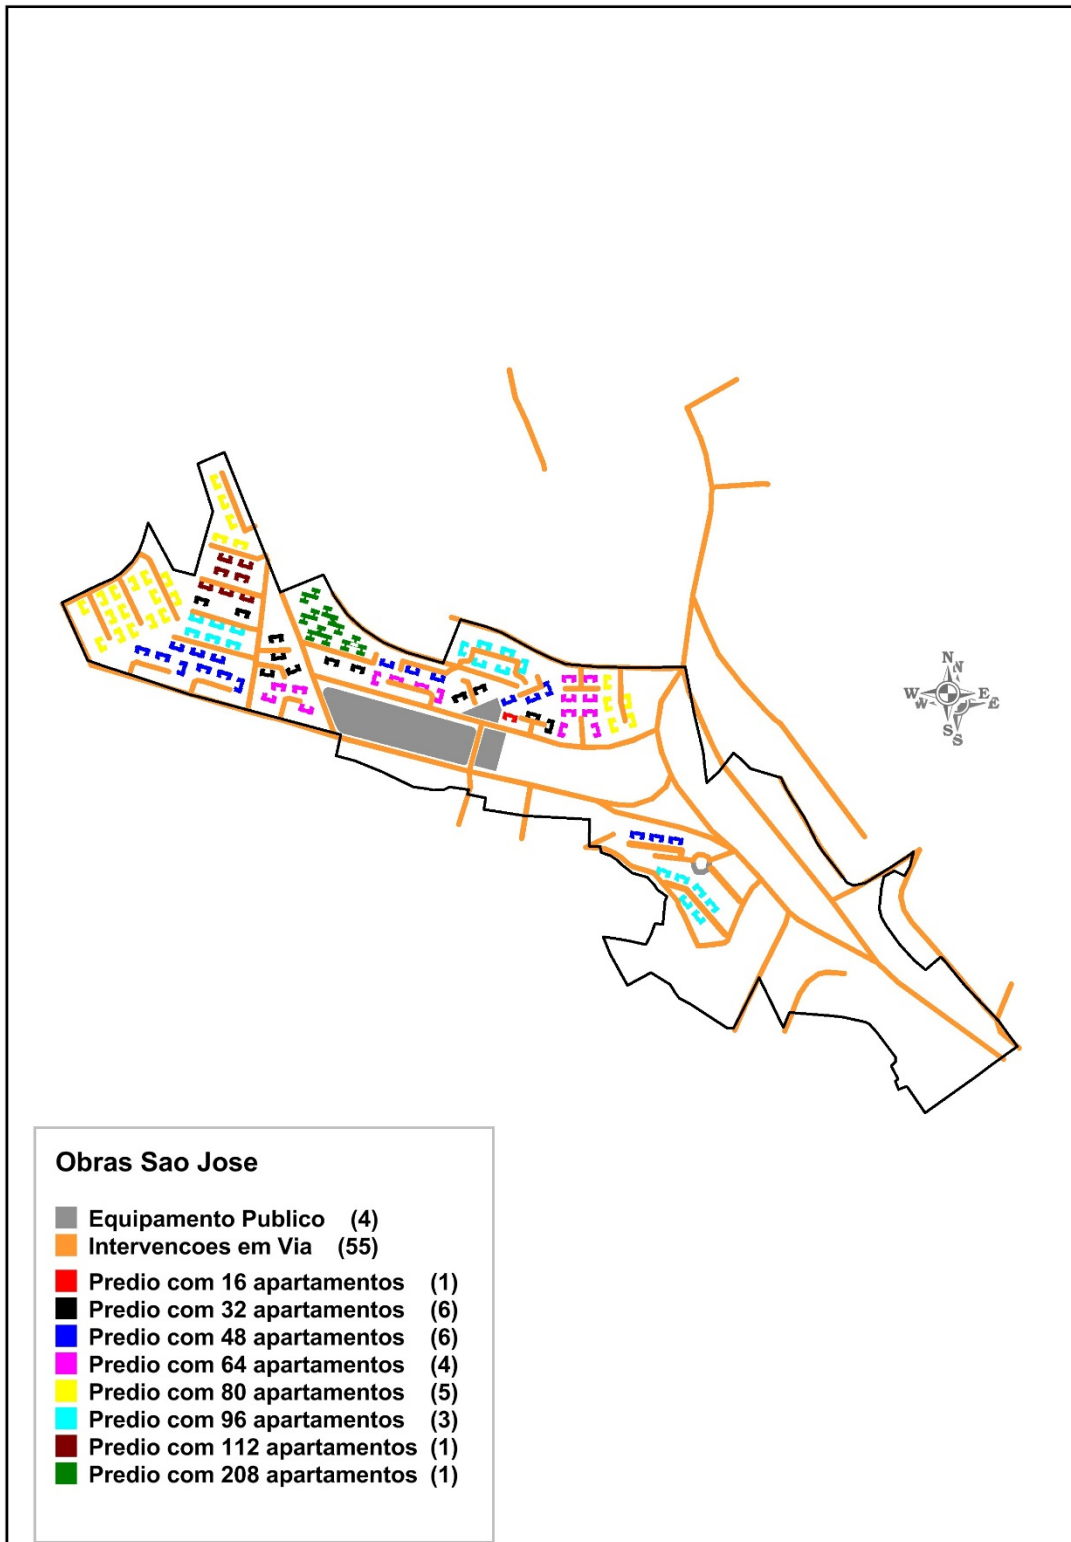 N
N
W
W
E
E
S
S
Obras Sao Jose
Equipamento Publico (4)
Intervencoes em Via (55)
Predio com 16 apartamentos (1)
Predio com 32 apartamentos (6)
Predio com 48 apartamentos (6)
Predio com 64 apartamentos (4)
Predio com 80 apartamentos (5)
Predio com 96 apartamentos (3)
Predio com 112 apartamentos (1)
Predio com 208 apartamentos (1)